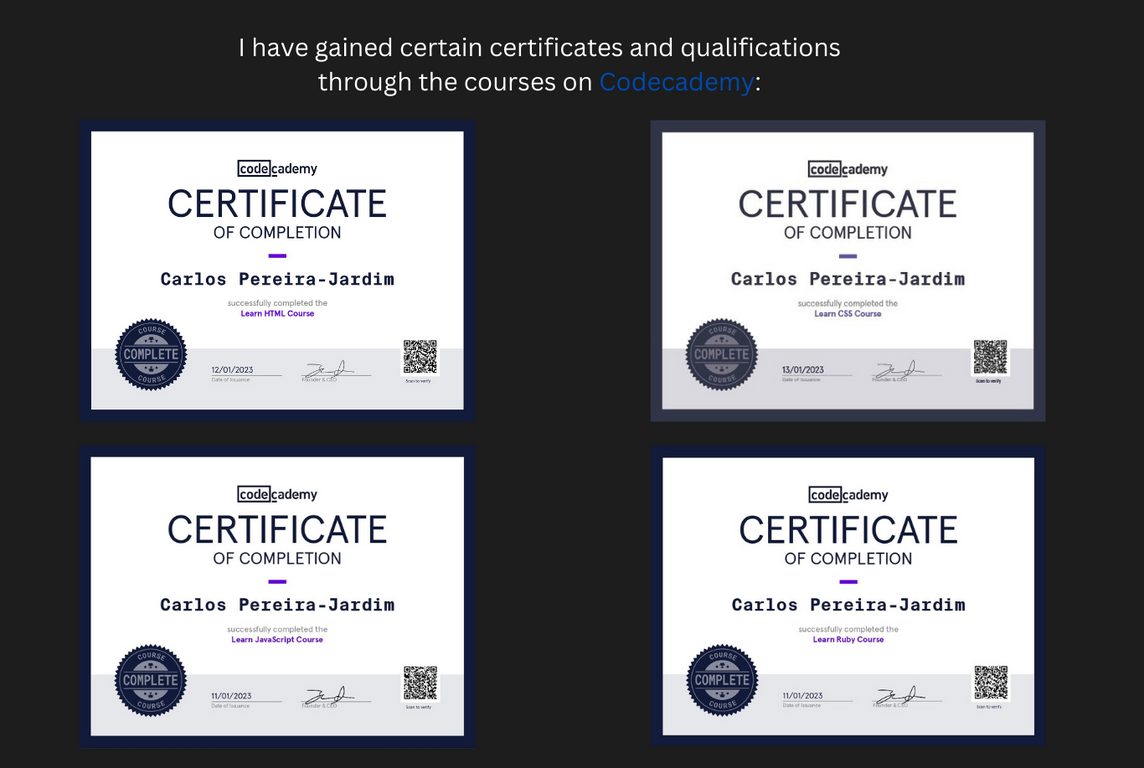 I have gained certain certificates and qualifications
through the courses on Codecademy:
codecademy
CERTIFICATE
OF COMPLETION
Carlos Pereira-Jardim
successfully completed the
Learn HTML Course
COURSE
COMPLETE
COURSE
12/01/2023
Date of Issuance
Founder & CEO
Scan to verify
codecademy
CERTIFICATE
OF COMPLETION
Carlos Pereira-Jardim
successfully completed the
Learn CSS Course
COURSE
COMPLETE
COURSE
13/01/2023
Date of Issuance
Founder & CEO
Scan to verify
codecademy
CERTIFICATE
OF COMPLETION
Carlos Pereira-Jardim
successfully completed the
Learn JavaScript Course
COURSE
COMPLETE
COURSE
11/01/2023
Date of Issuance
Founder & CEO
Scan to verify
codecademy
CERTIFICATE
OF COMPLETION
Carlos Pereira-Jardim
successfully completed the
Learn Ruby Course
COURSE
COMPLETE
COURSE
11/01/2023
Date of Issuance
Founder & CEO
Scan to verify